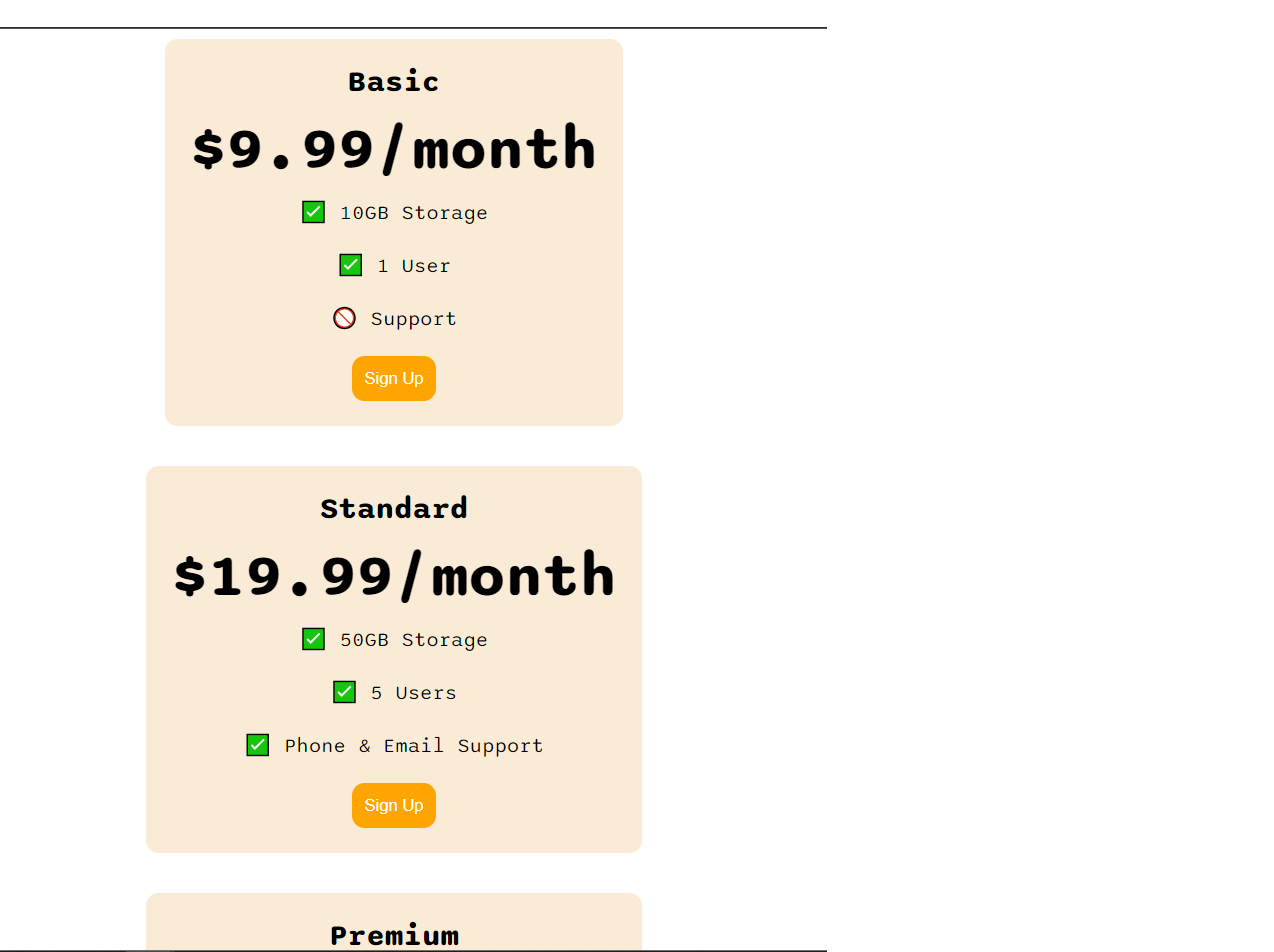 Basic
$9.99/month
✅ 10GB Storage
✅ 1 User
🚫 Support
Sign Up
Standard
$19.99/month
✅ 50GB Storage
✅ 5 Users
✅ Phone & Email Support
Sign Up
Premium